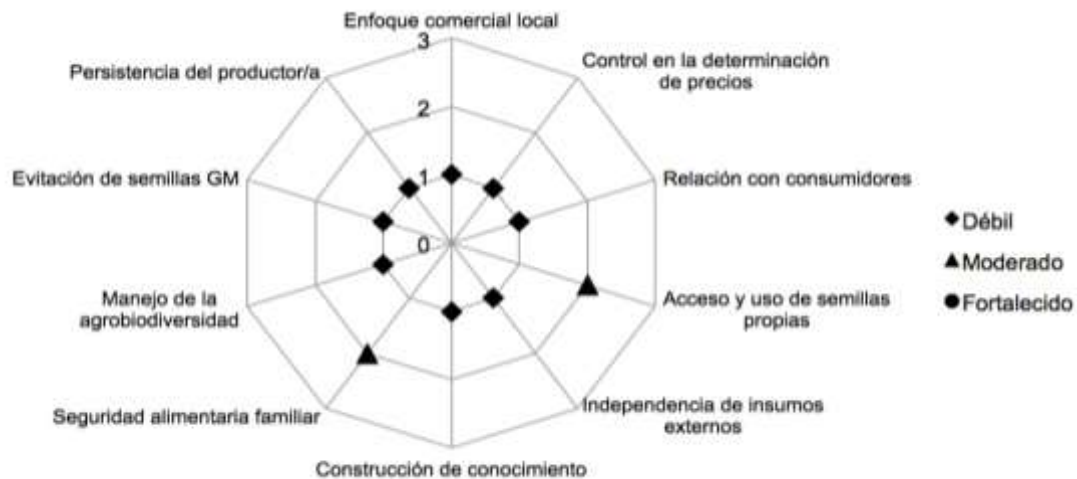 Enfoque comercial local
3
Persistencia del productor/a
Control en la determinación
de precios
2
Evitación de semillas GM
1
Relación con consumidores
Débil
0
Moderado
Manejo de la
agrobiodiversidad
Acceso y uso de semillas
propias
Fortalecido
Seguridad alimentaria familiar
Independencia de insumos
externos
Construcción de conocimiento